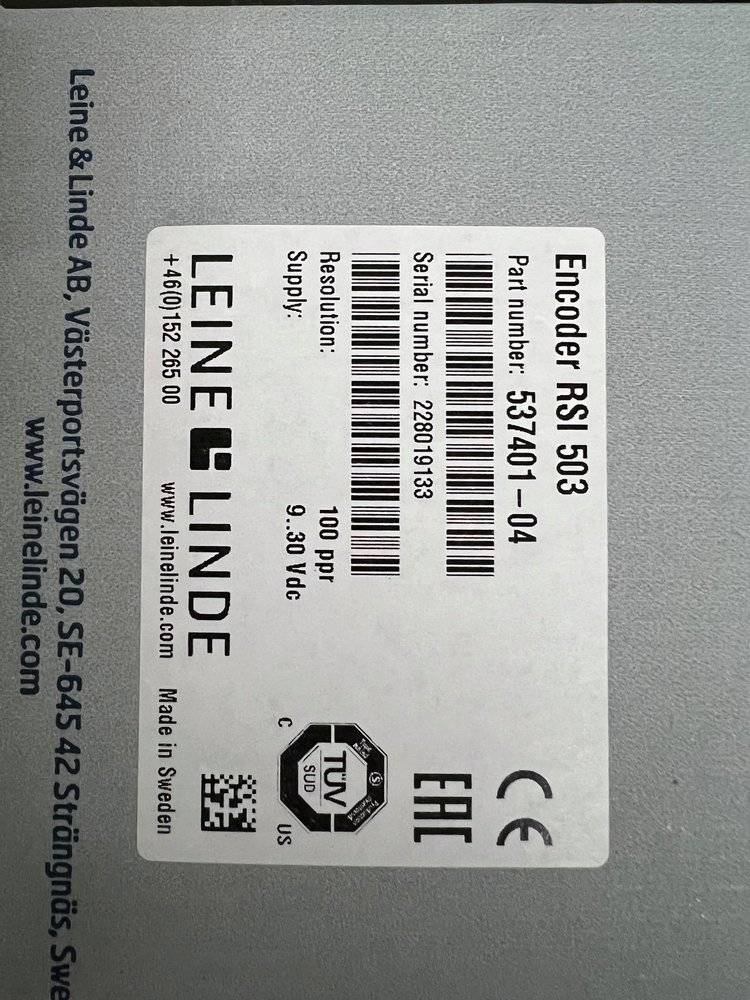 Encoder RSI 503
Part number: 537401-04
Serial number: 228019133
Resolution: 100 ppr
Supply: 9..30 Vdc
LEINE LINDE
+46(0)152 265 00 www.leinelinde.com Made in Sweden
CE
EAC
TÜV
SUD
C US
Leine & Linde AB, Västerportsvägen 20, SE-645 42 Strängnäs, Swe
www.leinelinde.com